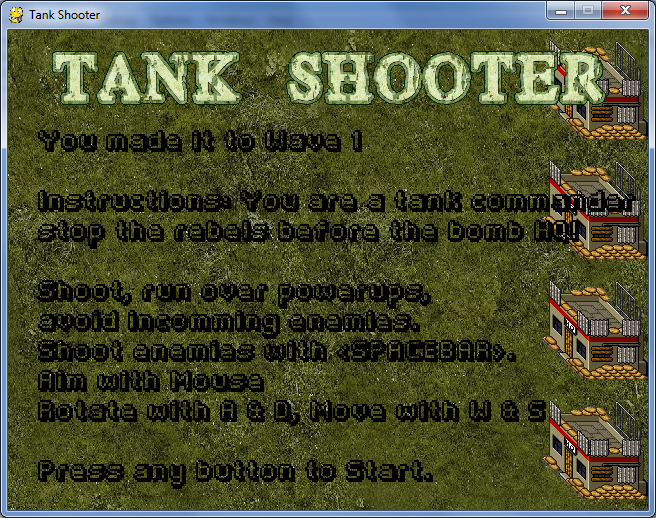 Tank Shooter
TANK SHOOTER
You made it to Wave 1
Instructions: You are a tank commander
stop the rebels before the bomb HQ!
Shoot, run over powerups,
avoid incomming enamies.
Shoot enamies with <SPACEBAR>.
Aim with Mouse
Rotate with A & D, Move with W & S
Press any button to Start.